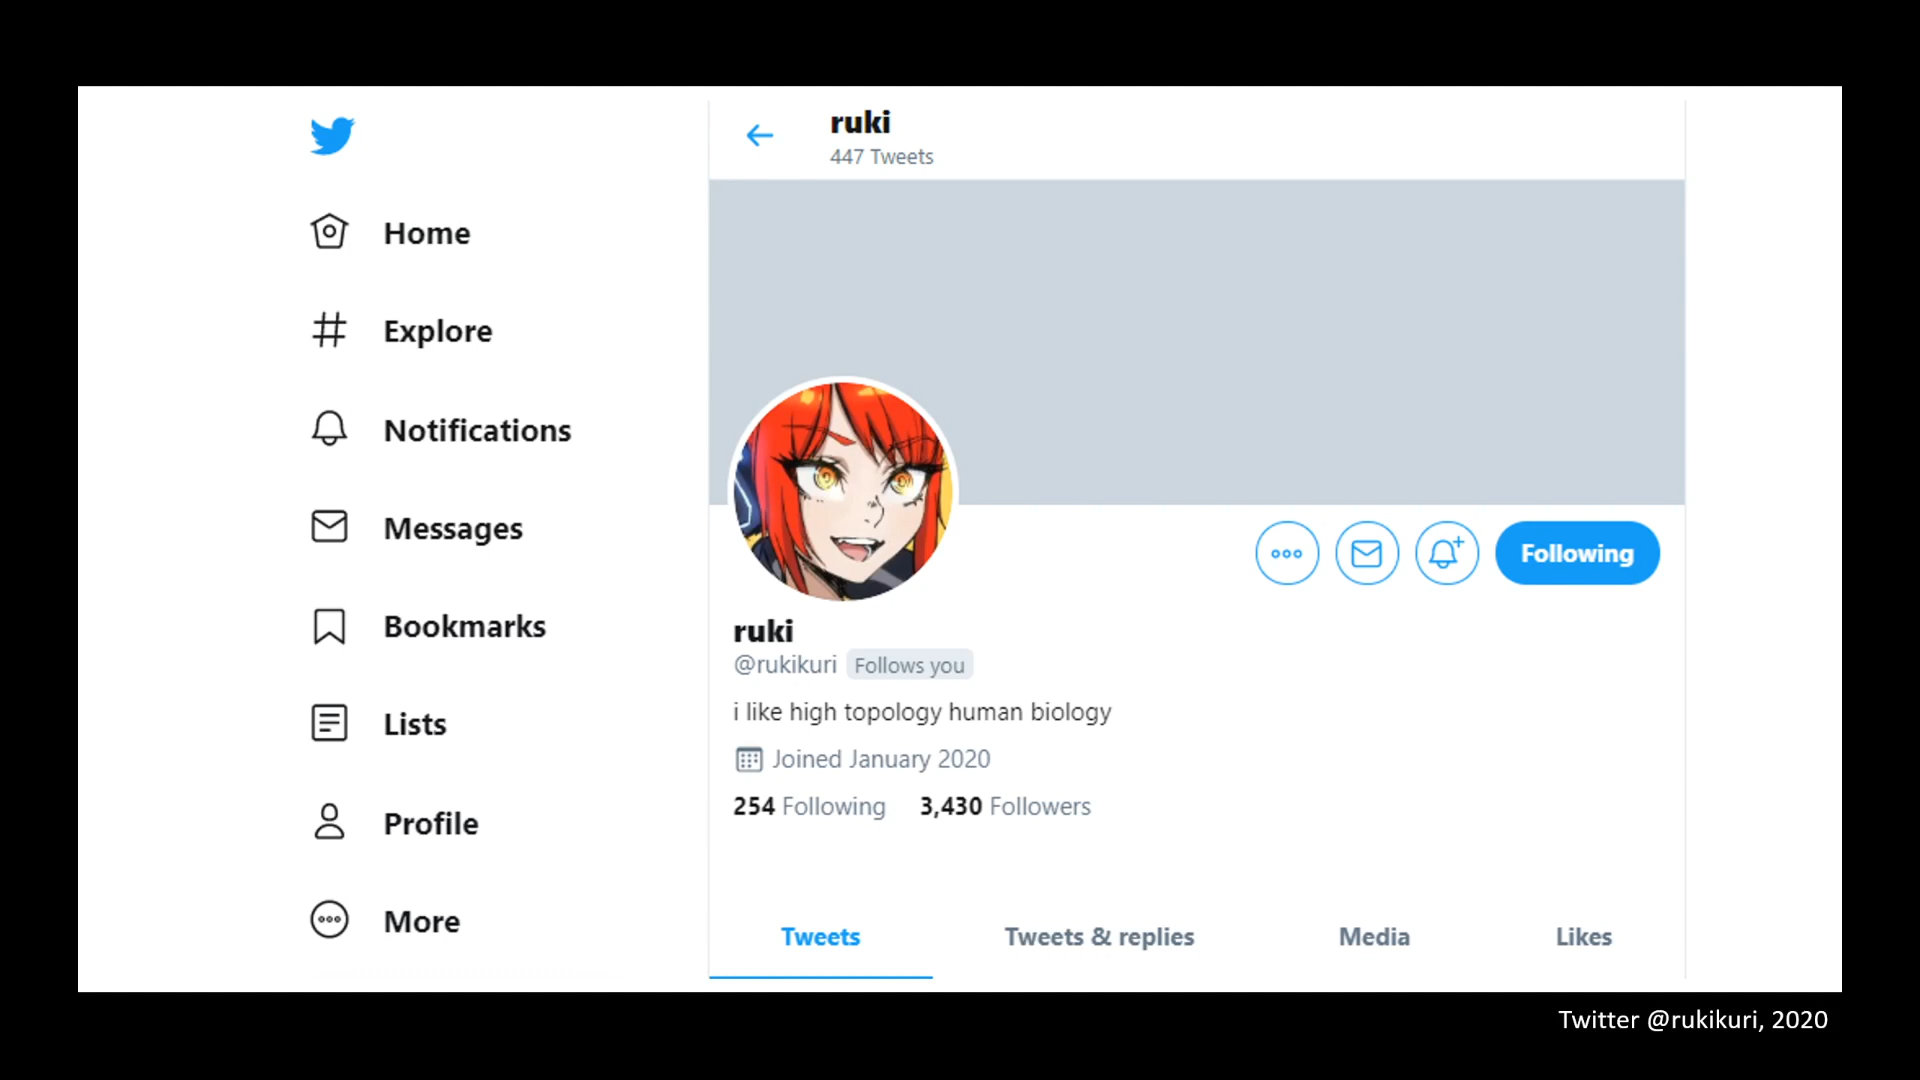 Home
Explore
Notifications
Messages
Bookmarks
Lists
Profile
More
ruki
447 Tweets
Following
ruki
@rukikuri Follows you
i like high topology human biology
Joined January 2020
254 Following 3,430 Followers
Tweets Tweets & replies Media Likes
Twitter @rukikuri, 2020